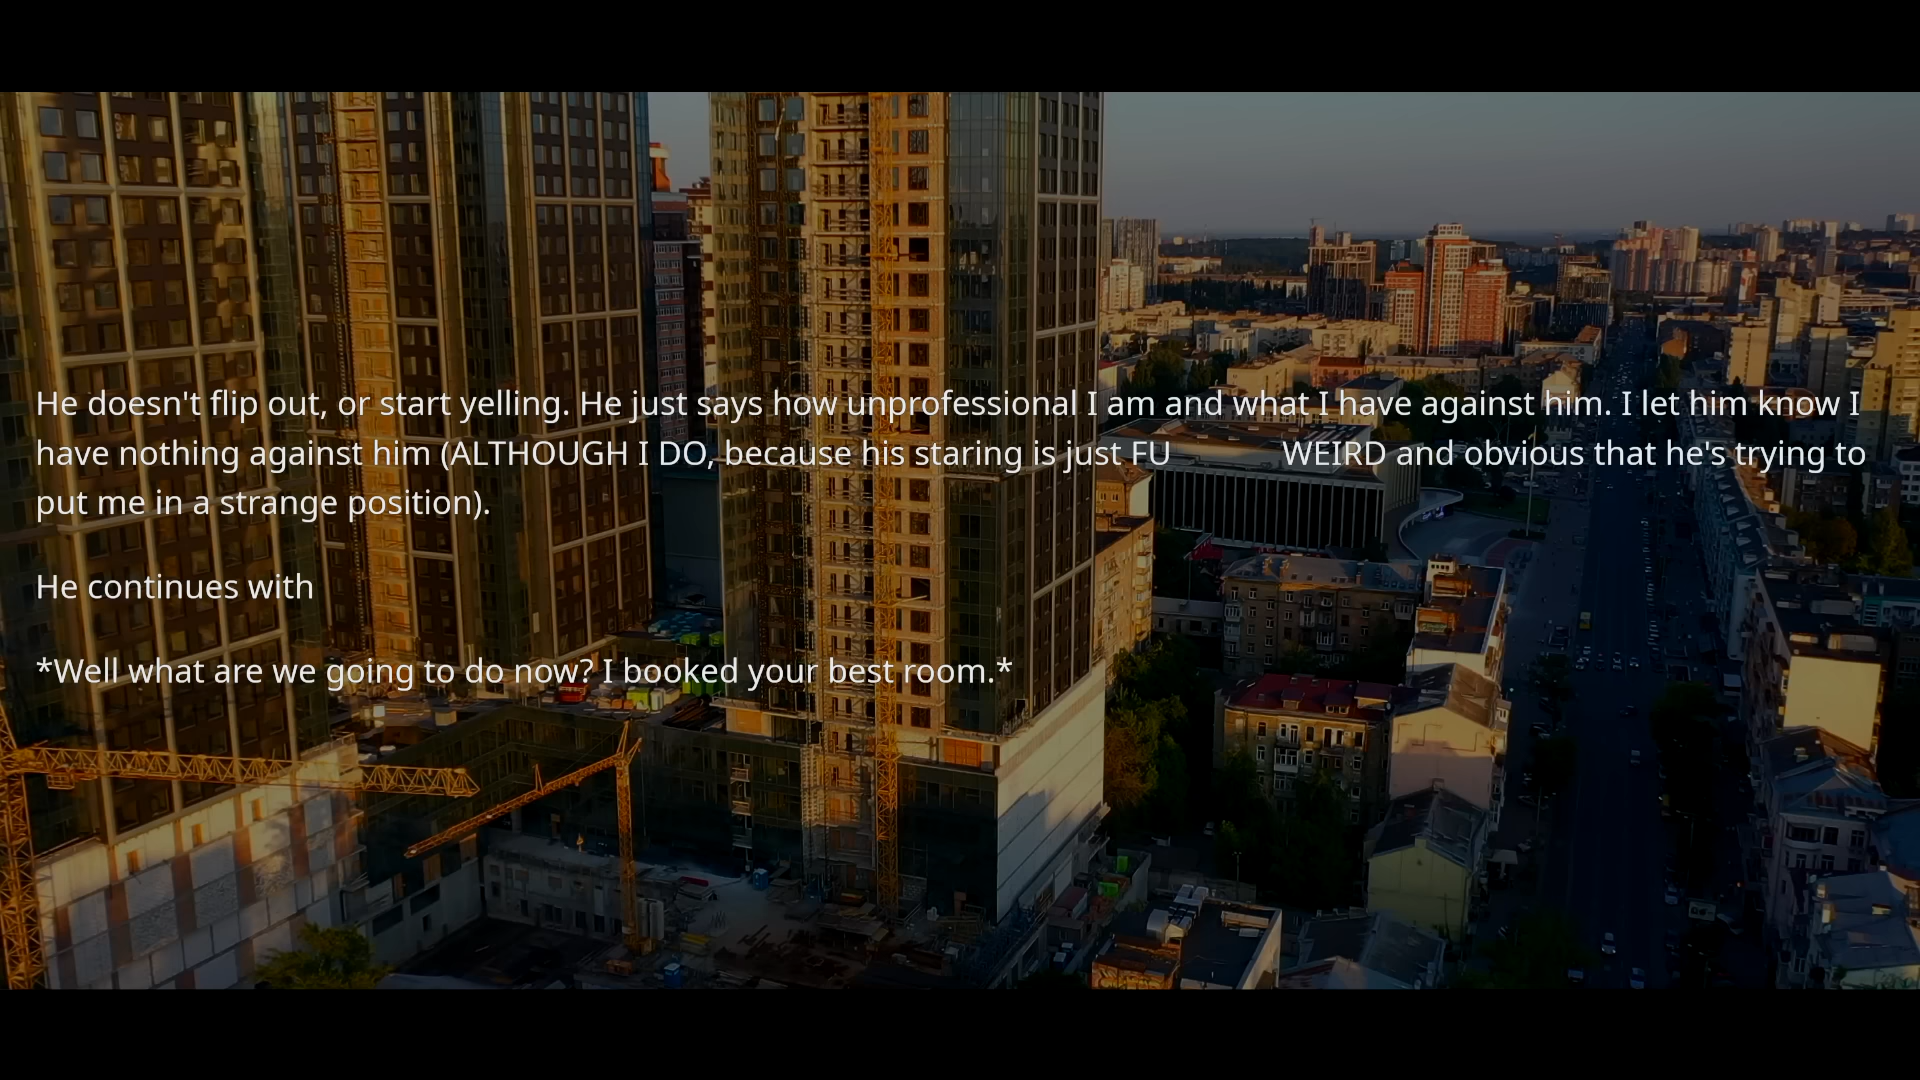 He doesn't flip out, or start yelling. He just says how unprofessional I am and what I have against him. I let him know I
have nothing against him (ALTHOUGH I DO, because his staring is just FU WEIRD and obvious that he's trying to
put me in a strange position).
He continues with
*Well what are we going to do now? I booked your best room.*